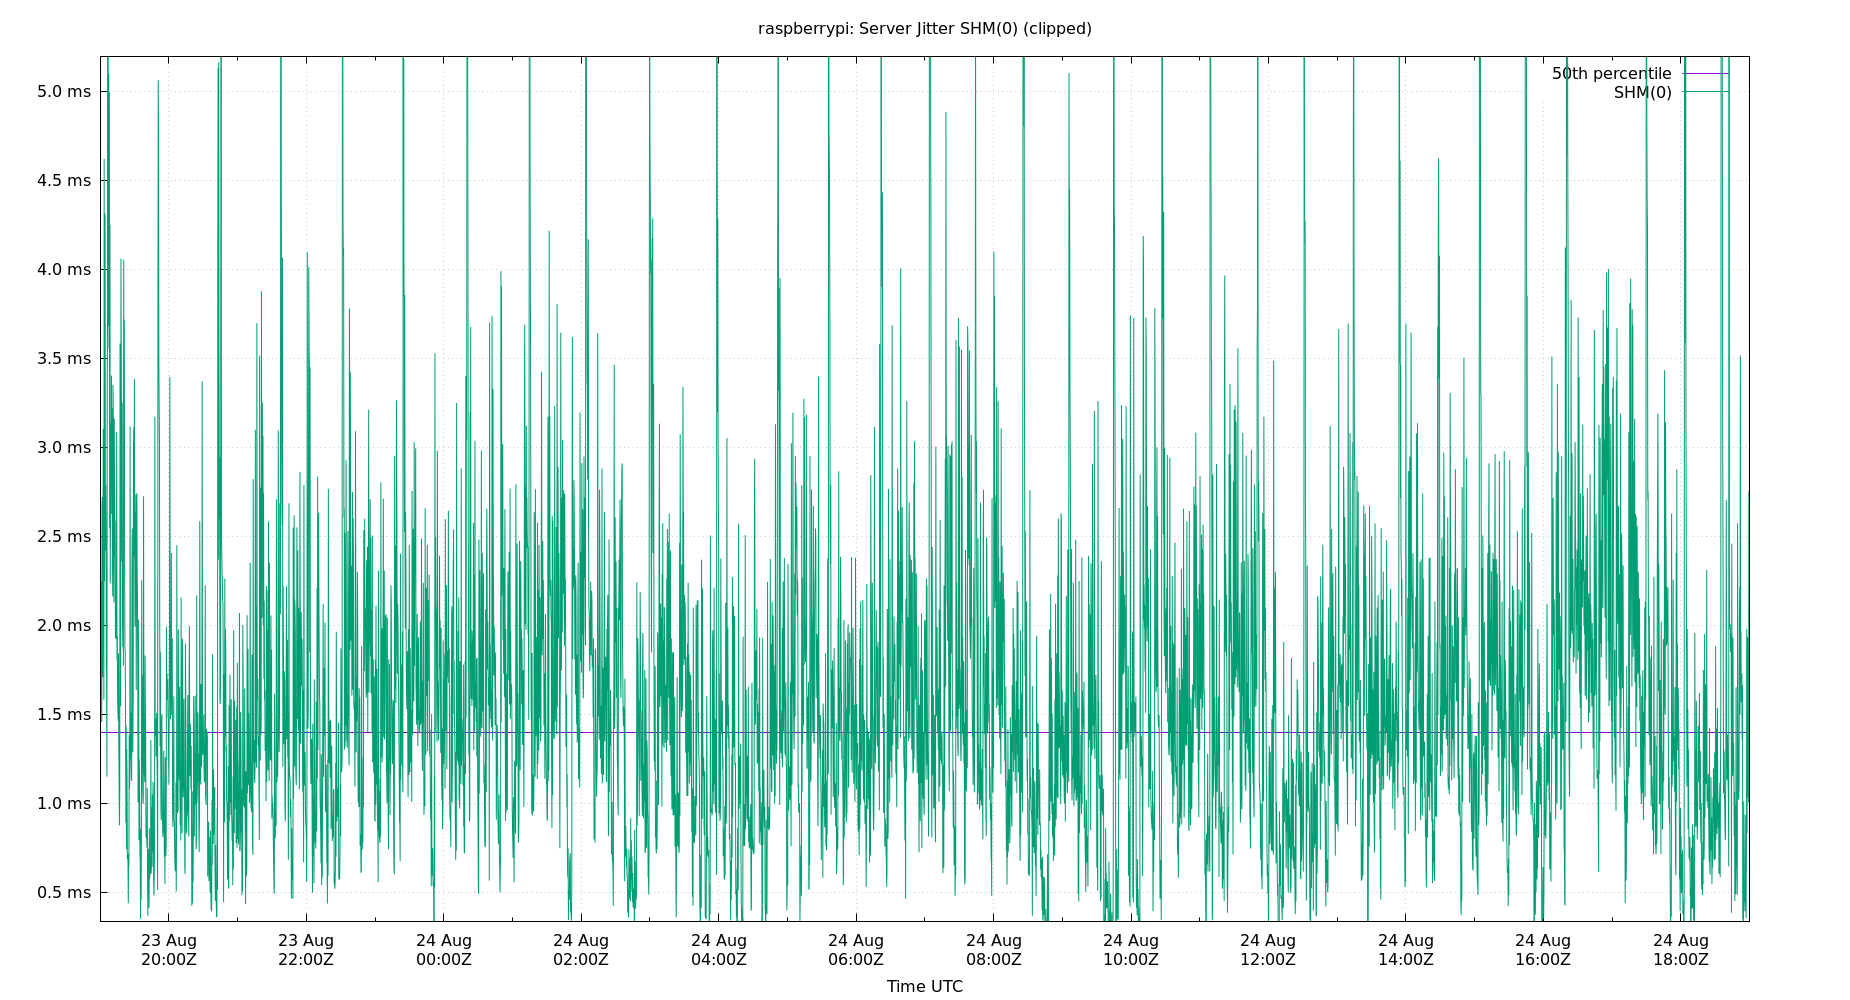 raspberrypi: Server Jitter SHM(0) (clipped)
50th percentile
SHM(0)
5.0 ms
4.5 ms
4.0 ms
3.5 ms
3.0 ms
2.5 ms
2.0 ms
1.5 ms
1.0 ms
0.5 ms
23 Aug 23 Aug 24 Aug 24 Aug 24 Aug 24 Aug 24 Aug 24 Aug 24 Aug 24 Aug 24 Aug 24 Aug
20:00Z 22:00Z 00:00Z 02:00Z 04:00Z 06:00Z 08:00Z 10:00Z 12:00Z 14:00Z 16:00Z 18:00Z
Time UTC